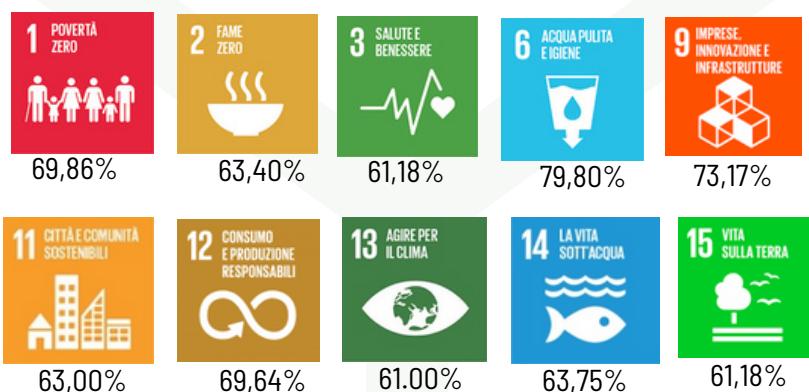 1 POVERTÀ
ZERO
2 FAME
ZERO
3 SALUTE E
BENESSERE
6 ACQUA PULITA
E IGIENE
9 IMPRESE,
INNOVAZIONE E
INFRASTRUTTURE
69,86%
63,40%
61,18%
79,80%
73,17%
11 CITTÀ E COMUNITÀ
SOSTENIBILI
12 CONSUMO
E PRODUZIONE
RESPONSABILI
13 AGIRE PER
IL CLIMA
14 LA VITA
SOTT'ACQUA
15 VITA
SULLA TERRA
63,00%
69,64%
61.00%
63,75%
61,18%